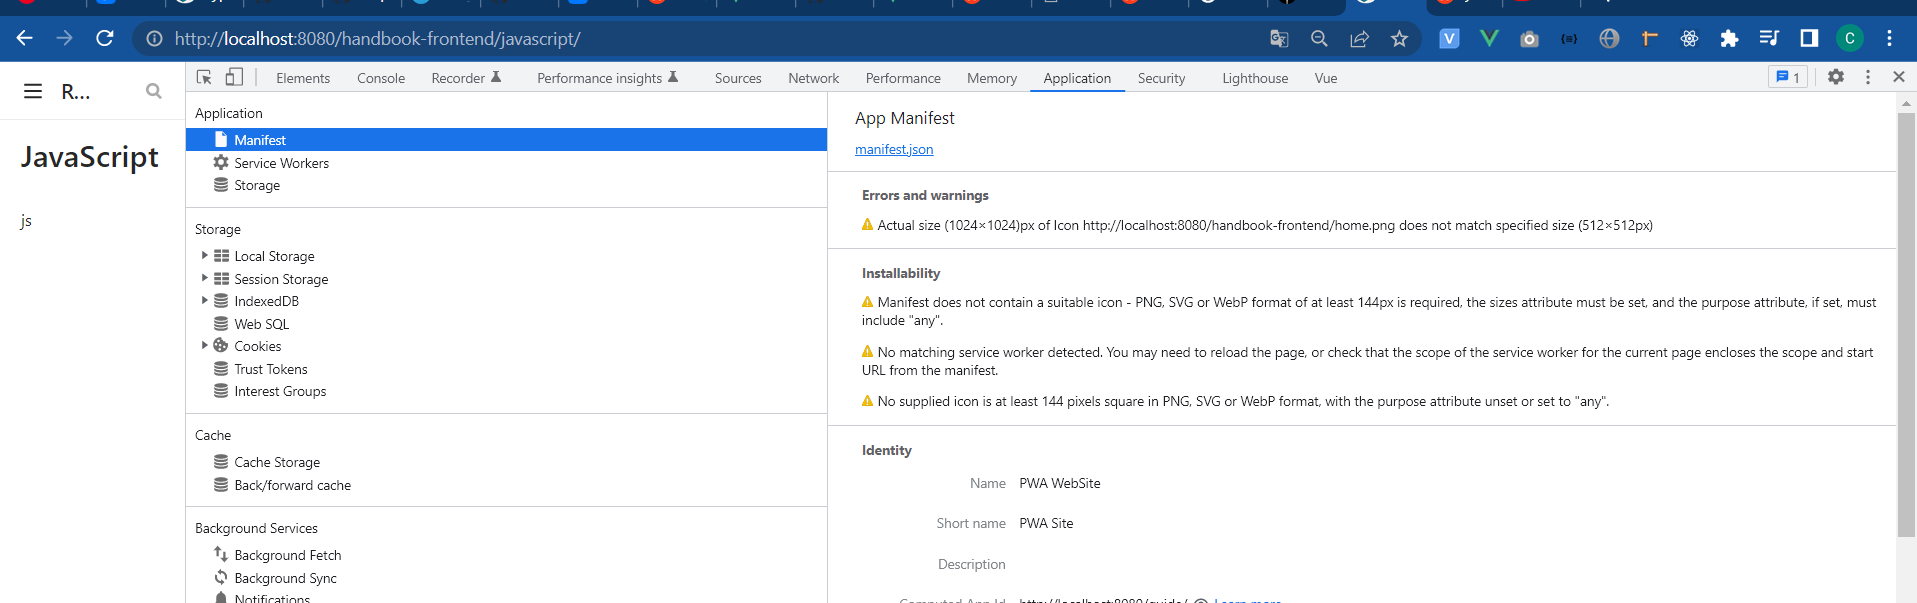 http://localhost:8080/handbook-frontend/javascript/
C
R...
Elements
Console
Recorder
Performance insights
Sources
Network
Performance
Memory
Application
Security
Lighthouse
Vue
1
JavaScript
js
Application
Manifest
Service Workers
Storage
Storage
Local Storage
Session Storage
IndexedDB
Web SQL
Cookies
Trust Tokens
Interest Groups
Cache
Cache Storage
Back/forward cache
Background Services
Background Fetch
Background Sync
Notifications
App Manifest
manifest.json
Errors and warnings
Actual size (1024×1024)px of Icon http://localhost:8080/handbook-frontend/home.png does not match specified size (512×512px)
Installability
Manifest does not contain a suitable icon - PNG, SVG or WebP format of at least 144px is required, the sizes attribute must be set, and the purpose attribute, if set, must
include "any".
No matching service worker detected. You may need to reload the page, or check that the scope of the service worker for the current page encloses the scope and start
URL from the manifest.
No supplied icon is at least 144 pixels square in PNG, SVG or WebP format, with the purpose attribute unset or set to "any".
Identity
Name PWA WebSite
Short name PWA Site
Description
Computed App Id http://localhost:8080/guide/ Learn more